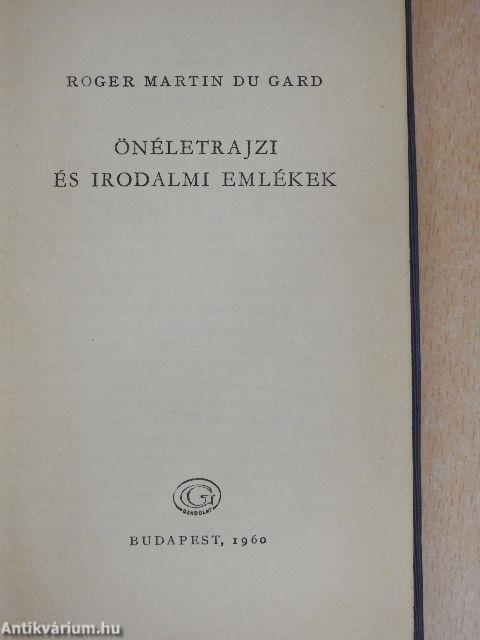 ROGER MARTIN DU GARD
ÖNÉLETRAJZI
ÉS IRODALMI EMLÉKEK
G
GONDOLAT
BUDAPEST, 1960
Antikvárium.hu